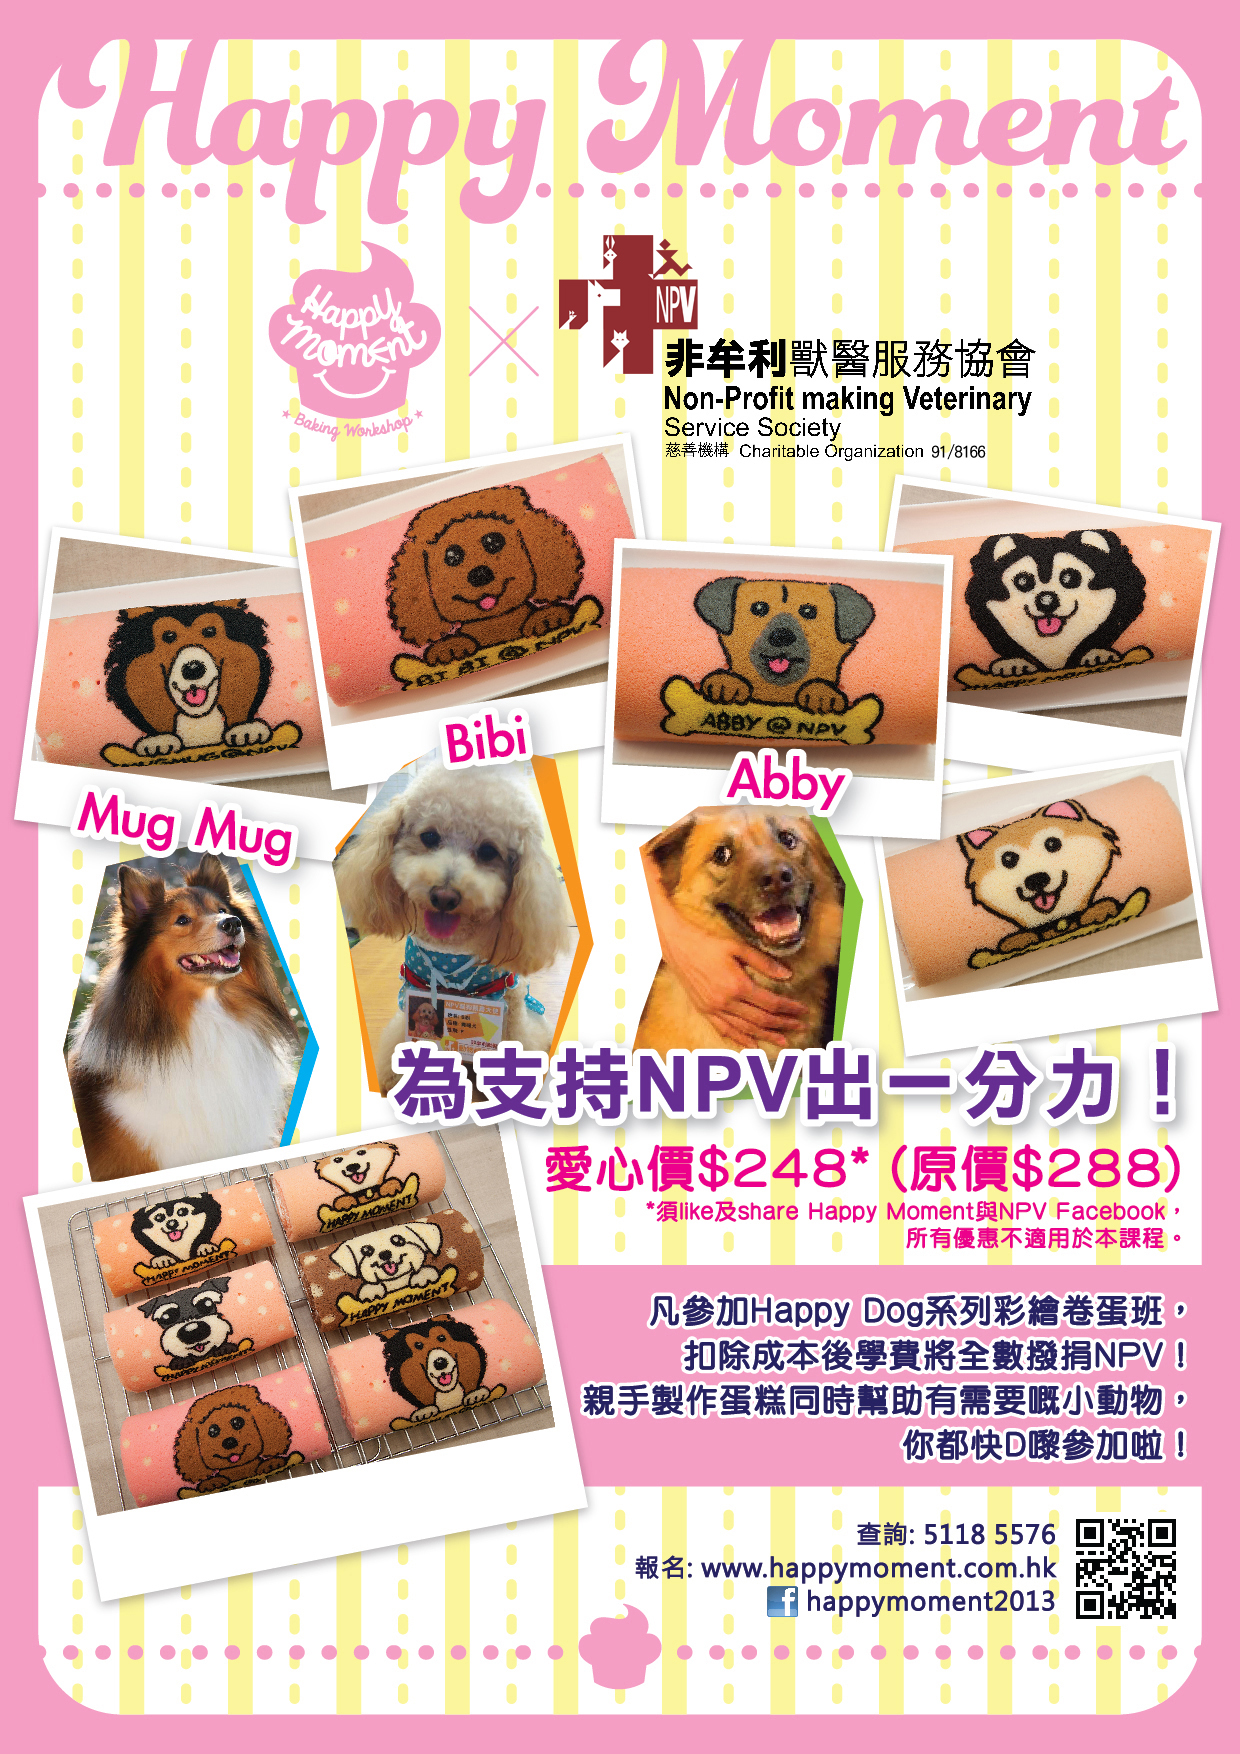 Happy Moment
Happy
Moment
Baking Workshop
NPV
非牟利獸醫服務協會
Non-Profit making Veterinary
Service Society
慈善機構 Charitable Organization 91/8166
MUGMUG@NPV
BI BI @ NPV
ABBY @ NPV
HAPPY MOMENT
Bibi
Abby
Mug Mug
為支持NPV出一分力！
愛心價$248* (原價$288)
*須like及share Happy Moment與NPV Facebook，
所有優惠不適用於本課程。
HAPPY MOMENT
HAPPY MOMENT
HAPPY MOMENT
凡參加Happy Dog系列彩繪卷蛋班，
扣除成本後學費將全數撥捐NPV！
親手製作蛋糕同時幫助有需要嘅小動物，
你都快D嚟參加啦！
查詢: 5118 5576
報名: www.happymoment.com.hk
happymoment2013